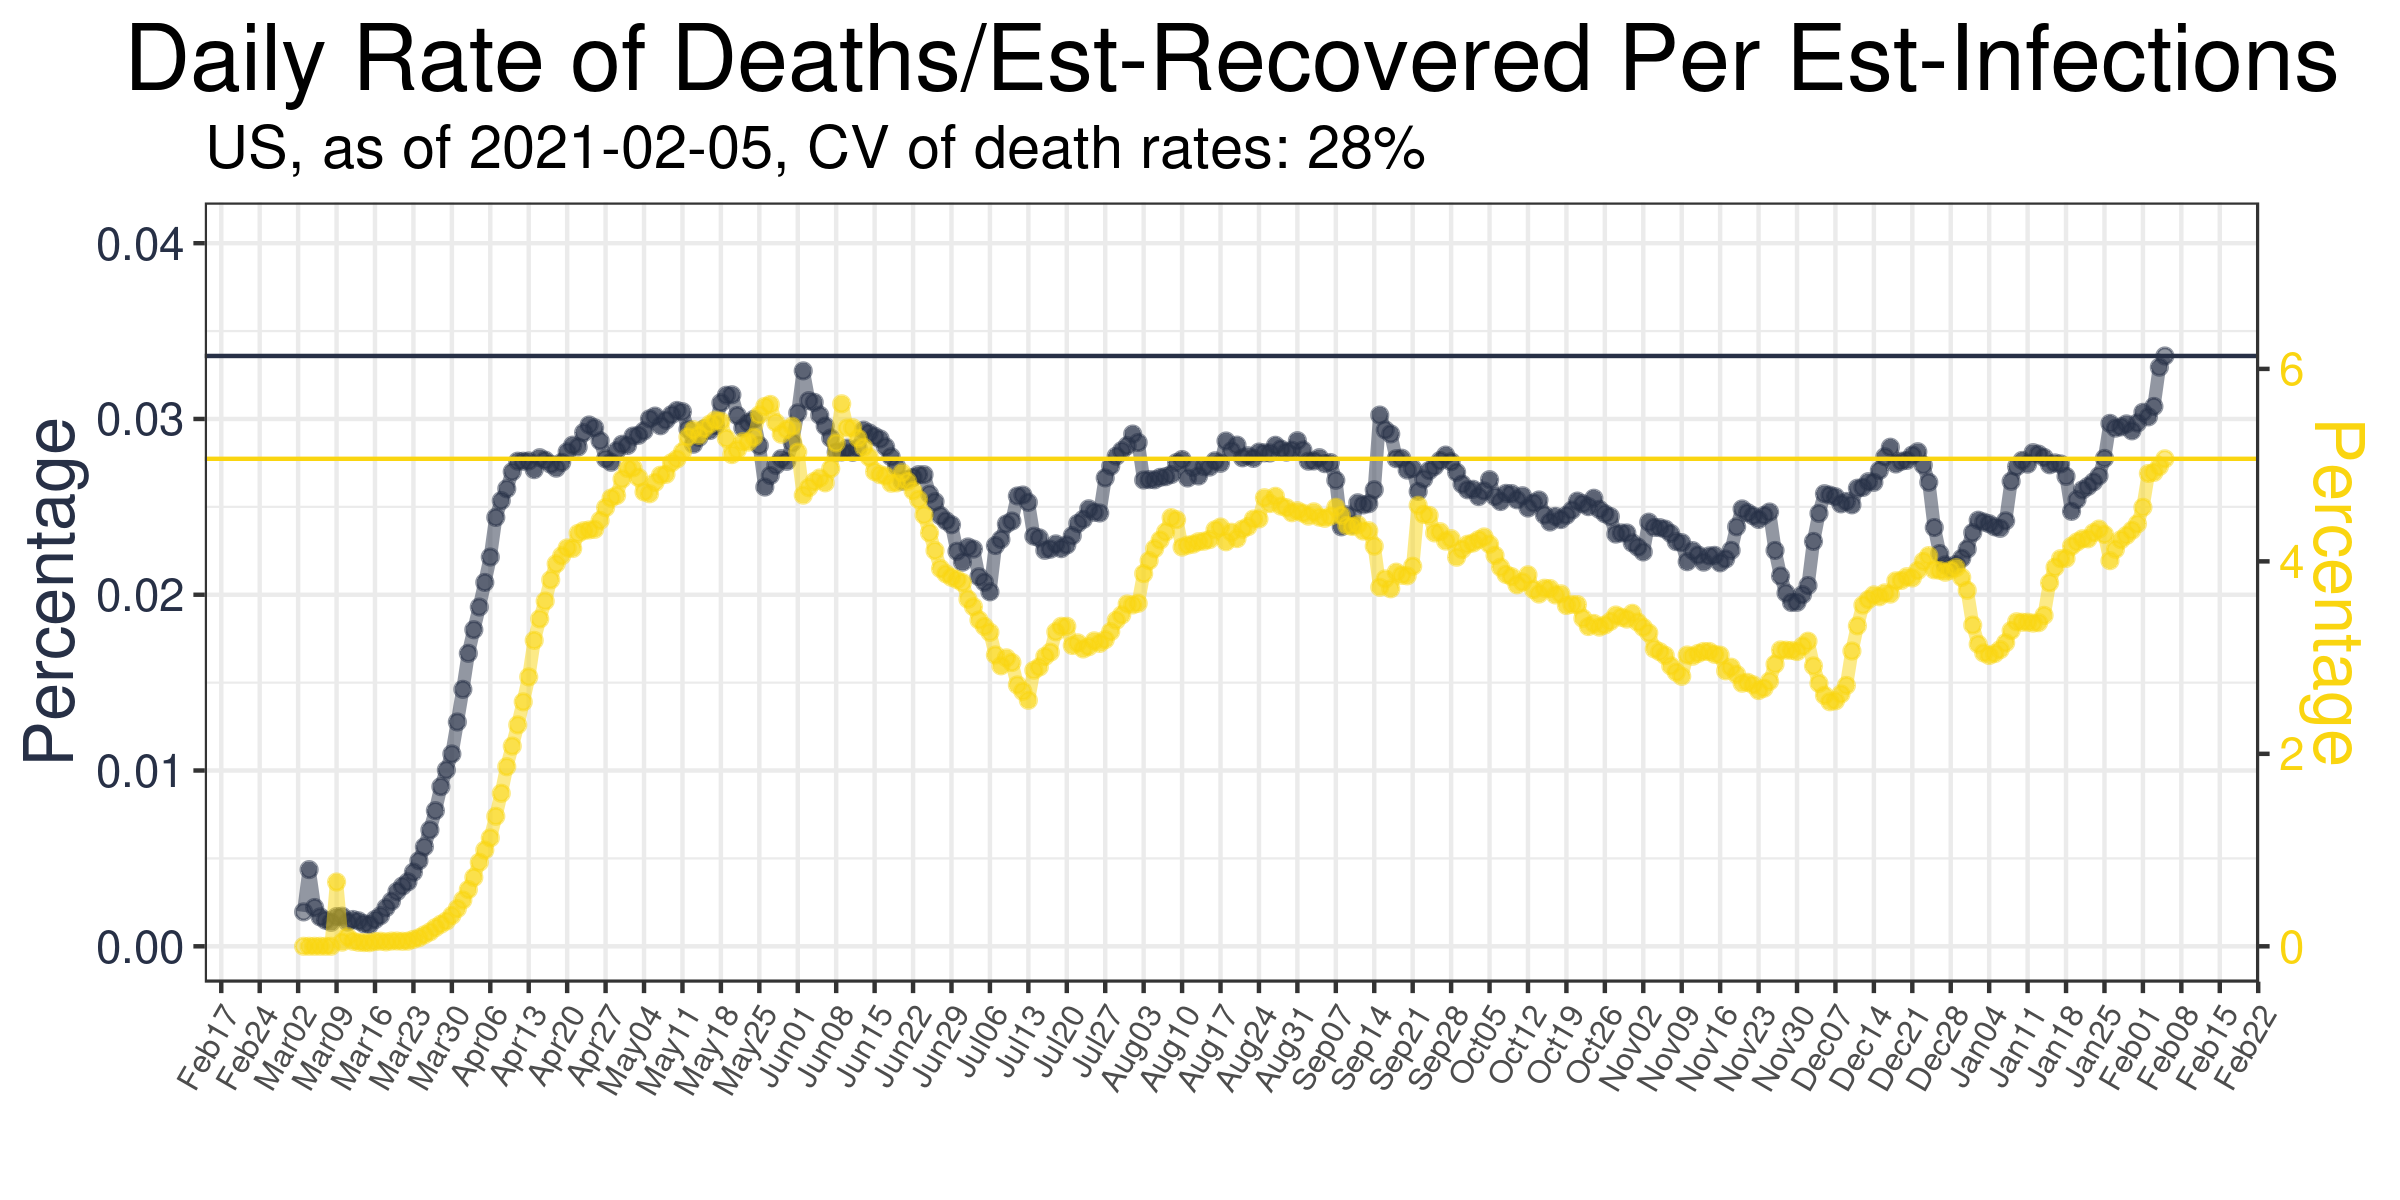 Daily Rate of Deaths/Est-Recovered Per Est-Infections
US, as of 2021-02-05, CV of death rates: 28%
Percentage
0.04
0.03
0.02
0.01
0.00
6
4
2
0
Percentage
Feb17
Feb24
Mar02
Mar09
Mar16
Mar23
Mar30
Apr06
Apr13
Apr20
Apr27
May04
May11
May18
May25
Jun01
Jun08
Jun15
Jun22
Jun29
Jul06
Jul13
Jul20
Jul27
Aug03
Aug10
Aug17
Aug24
Aug31
Sep07
Sep14
Sep21
Sep28
Oct05
Oct12
Oct19
Oct26
Nov02
Nov09
Nov16
Nov23
Nov30
Nov07
Dec14
Dec21
Dec28
Dec04
Jan11
Jan18
Jan25
Feb01
Feb08
Feb15
Feb22